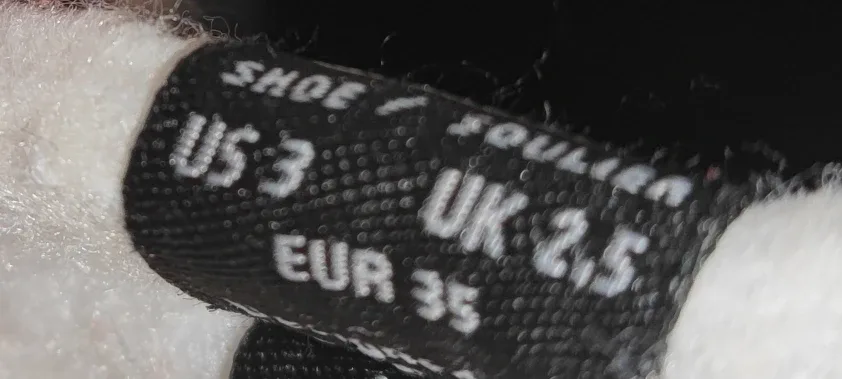 SHOE / SOULIER
US 3 UK 2,5
EUR 35